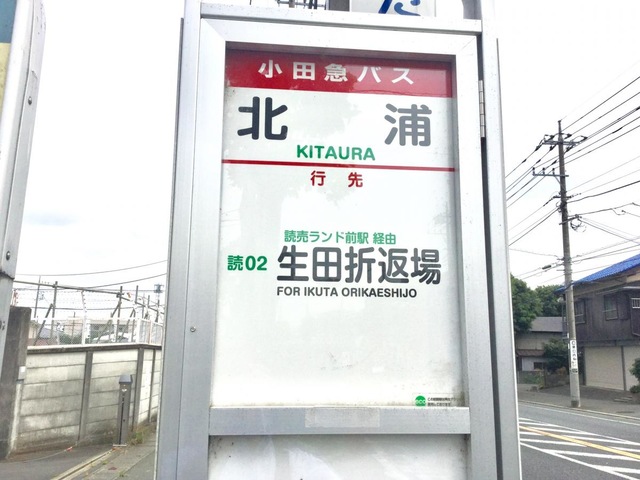 小田急バス
北浦
KITAURA
行先
読売ランド前駅 経由
読02 生田折返場
FOR IKUTA ORIKAESHIJO